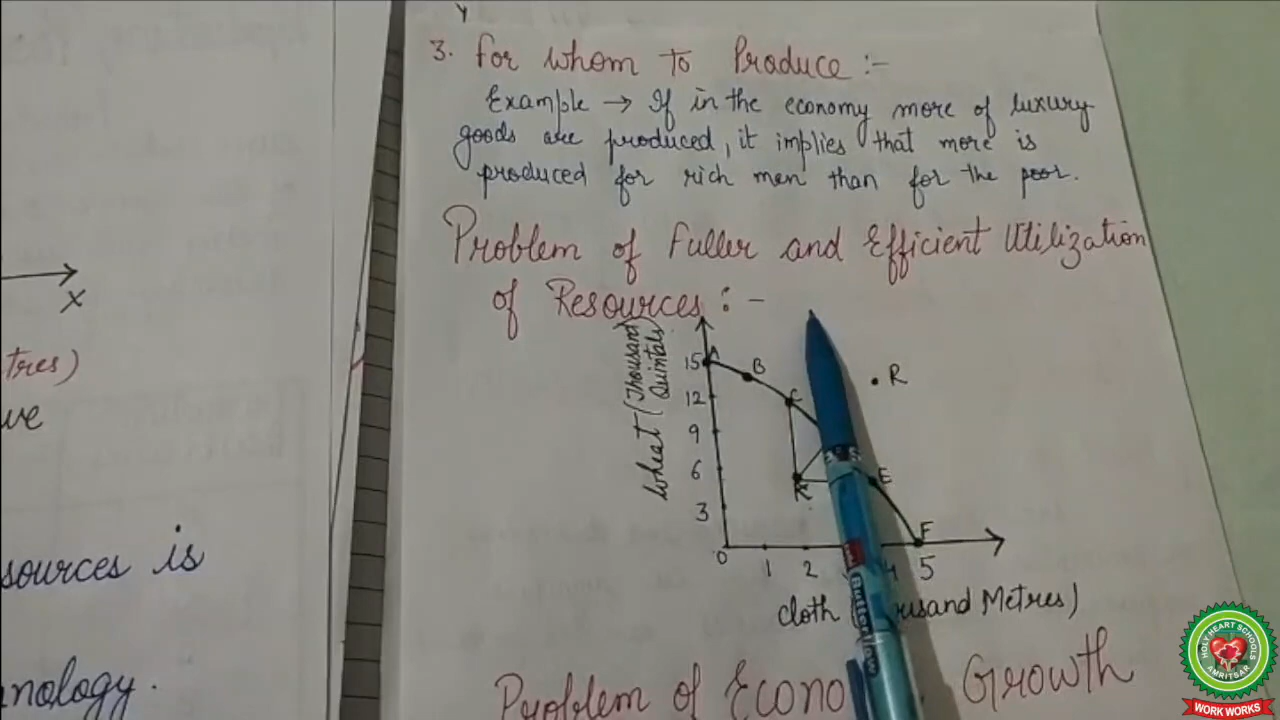 Y
3. For whom to Produce :-
Example → If in the economy more of luxury
goods are produced, it implies that more is
produced for rich men than for the poor.
Problem of Fuller and Efficient Utilization
of Resources :-
Wheat (Thousand Quintals)
15 A
B
R
12 C
9
6 K E
3
F
0 1 2 4 5
Cloth Metres)
Problem of Growth
X
tres)
ve
sources is
nology.
Butterflow
HOLY HEART SCHOOLS
AMRITSAR
WORK WORKS